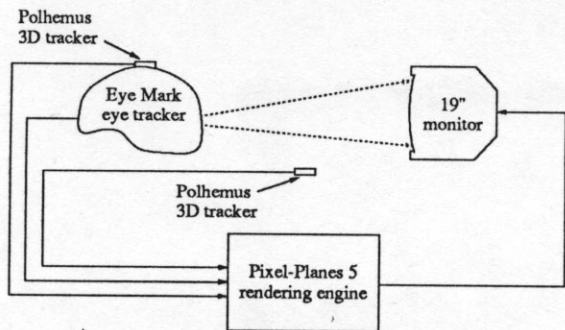 Polhemus
3D tracker
Eye Mark
eye tracker
19"
monitor
Polhemus
3D tracker
Pixel-Planes 5
rendering engine